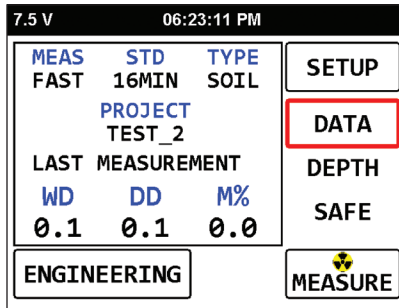 7.5 V 06:23:11 PM
MEAS STD TYPE
FAST 16MIN SOIL
PROJECT
TEST_2
LAST MEASUREMENT
WD DD M%
0.1 0.1 0.0
ENGINEERING
SETUP
DATA
DEPTH
SAFE
MEASURE